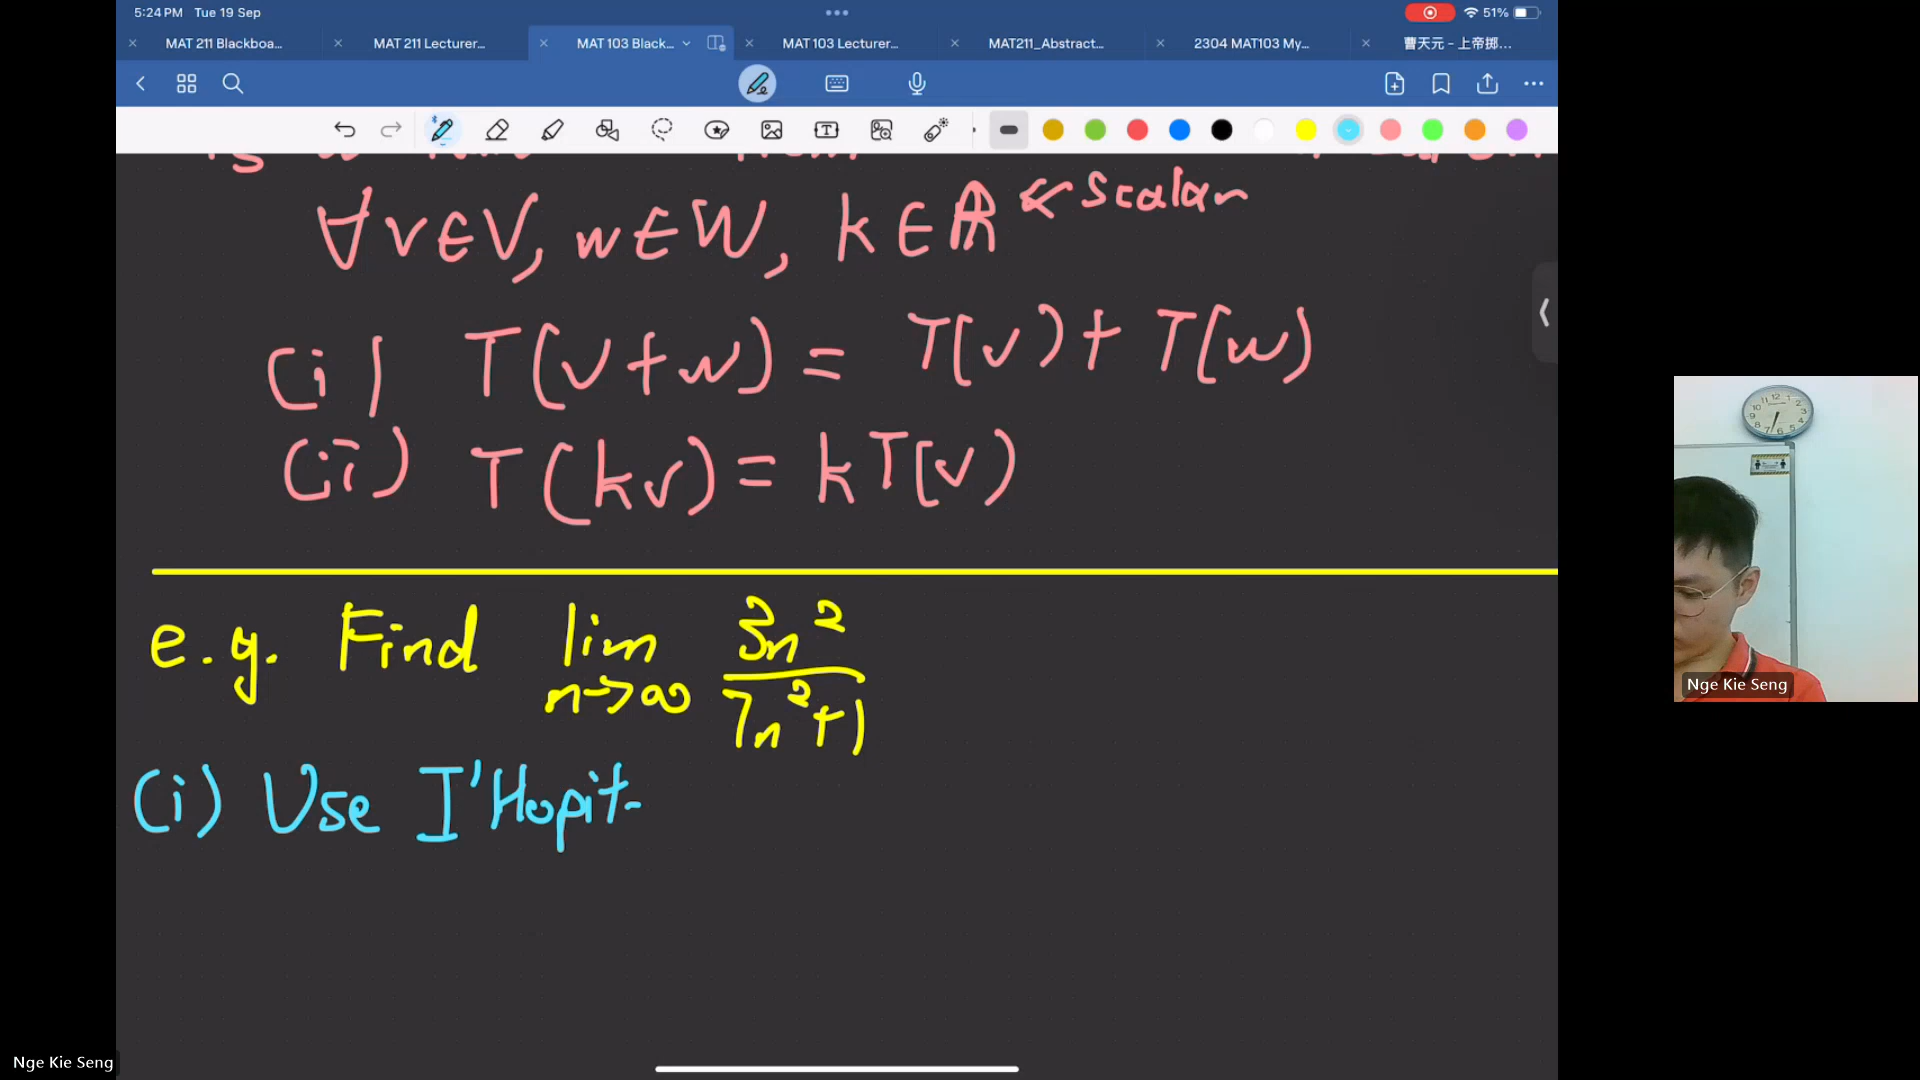 5:24 PM Tue 19 Sep
51%
MAT 211 Blackboa...
MAT 211 Lecturer...
MAT 103 Black...
MAT 103 Lecturer...
MAT211_Abstract...
2304 MAT103 My...
曹天元 - 上帝掷...
∀v∈V, w∈W, k∈ℝ ← Scalar
(i) T(v+w) = T(v) + T(w)
(ii) T(kv) = kT(v)
e.g. Find lim n→∞ 3n²/7n²+1
(i) Use I'Hopit-
Nge Kie Seng
Nge Kie Seng